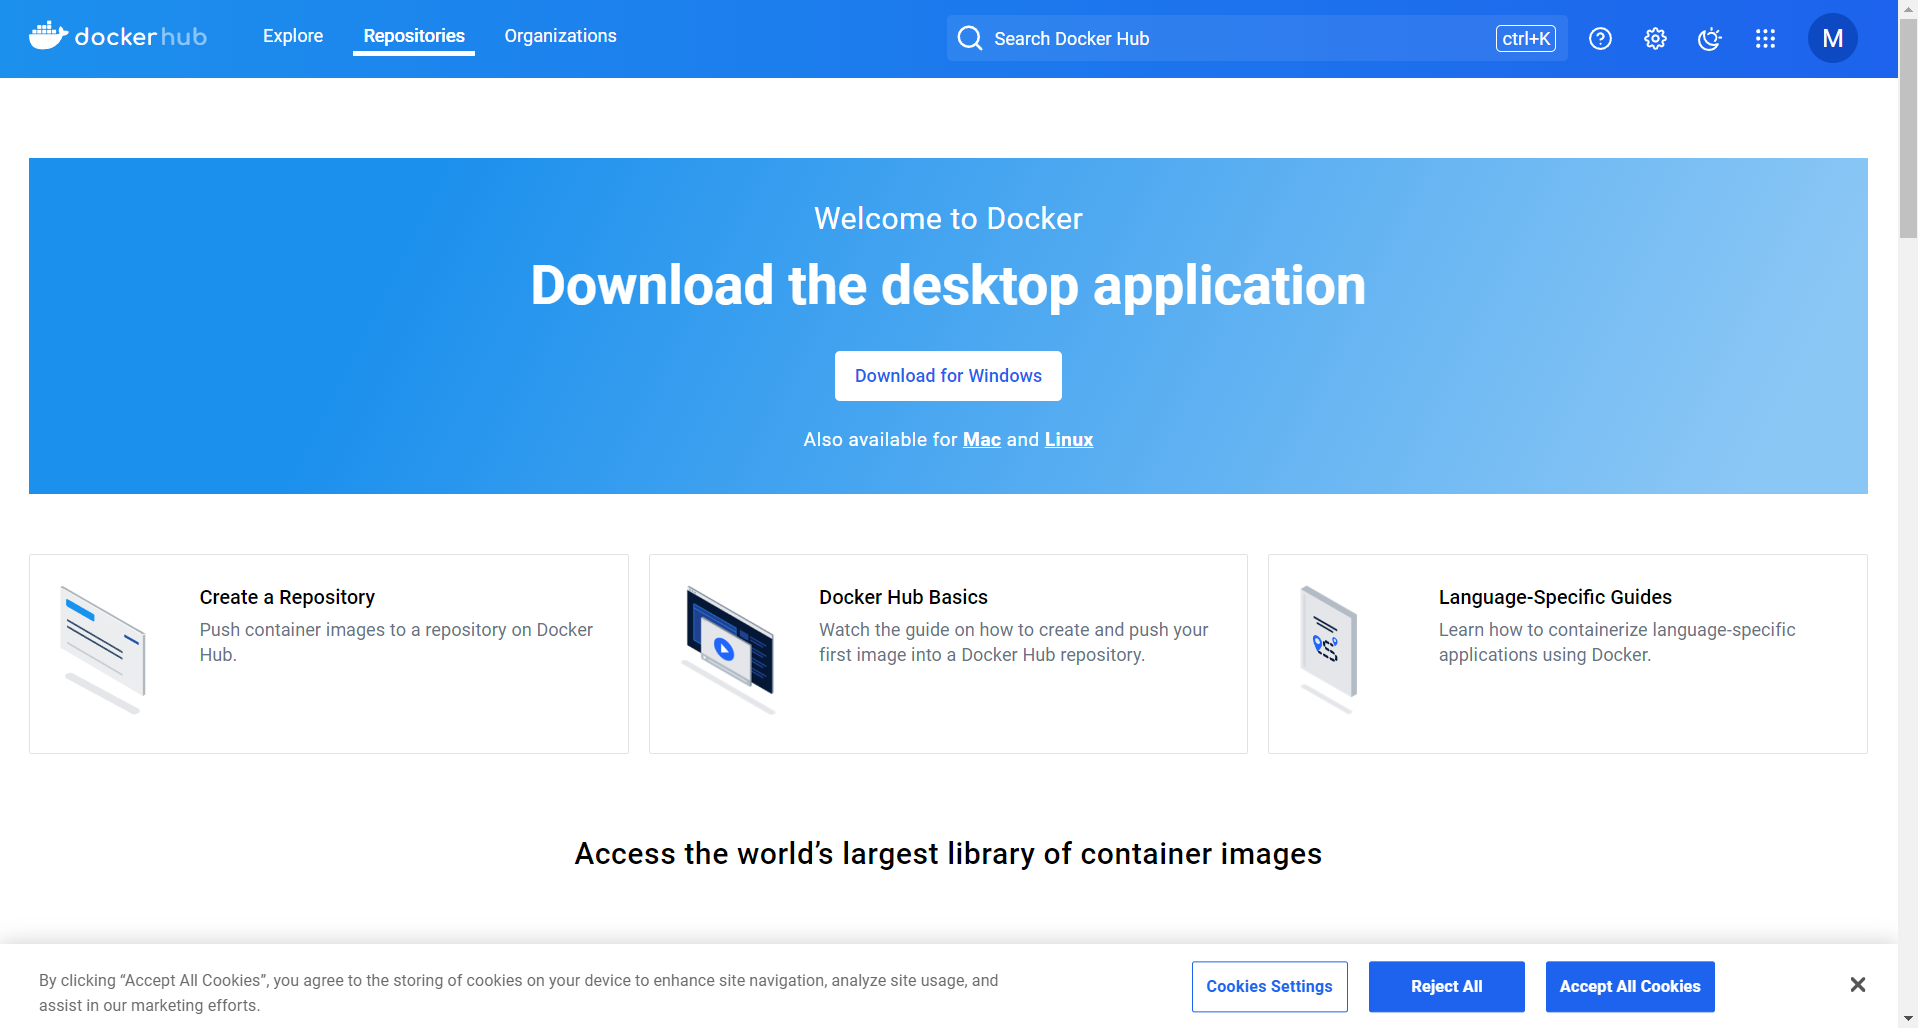 docker hub
Explore
Repositories
Organizations
Search Docker Hub
ctrl+K
M
Welcome to Docker
Download the desktop application
Download for Windows
Also available for Mac and Linux
Create a Repository
Push container images to a repository on Docker
Hub.
Docker Hub Basics
Watch the guide on how to create and push your
first image into a Docker Hub repository.
Language-Specific Guides
Learn how to containerize language-specific
applications using Docker.
Access the world’s largest library of container images
By clicking “Accept All Cookies”, you agree to the storing of cookies on your device to enhance site navigation, analyze site usage, and
assist in our marketing efforts.
Cookies Settings
Reject All
Accept All Cookies